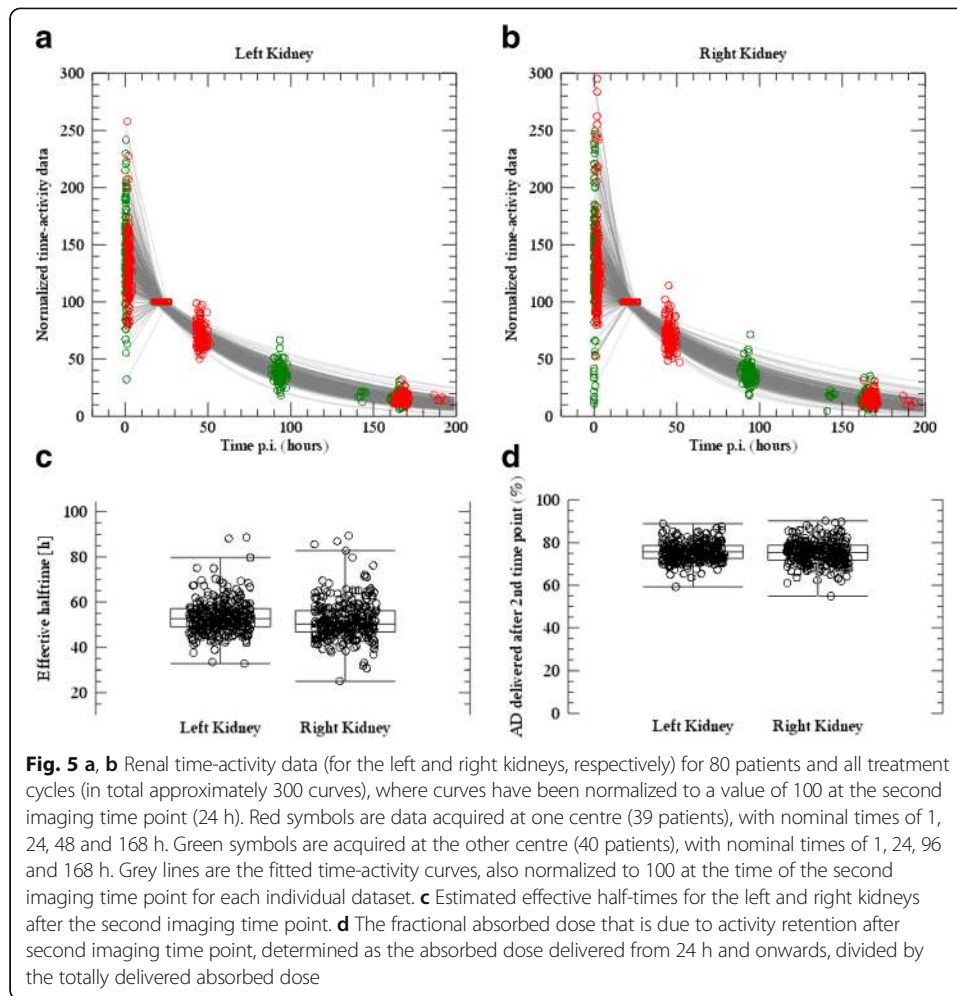 a
b
Left Kidney
Right Kidney
300
250
200
150
100
50
0
Normalized time-activity data
0 50 100 150 200
Time p.i. (hours)
300
250
200
150
100
50
0
Normalized time-activity data
0 50 100 150 200
Time p.i. (hours)
c
d
100
80
60
40
20
Effective halftime [h]
Left Kidney Right Kidney
100
80
60
40
20
0
AD delivered after 2nd time point (%)
Left Kidney Right Kidney
Fig. 5 a, b Renal time-activity data (for the left and right kidneys, respectively) for 80 patients and all treatment
cycles (in total approximately 300 curves), where curves have been normalized to a value of 100 at the second
imaging time point (24 h). Red symbols are data acquired at one centre (39 patients), with nominal times of 1,
24, 48 and 168 h. Green symbols are acquired at the other centre (40 patients), with nominal times of 1, 24, 96
and 168 h. Grey lines are the fitted time-activity curves, also normalized to 100 at the time of the second
imaging time point for each individual dataset. c Estimated effective half-times for the left and right kidneys
after the second imaging time point. d The fractional absorbed dose that is due to activity retention after
second imaging time point, determined as the absorbed dose delivered from 24 h and onwards, divided by
the totally delivered absorbed dose